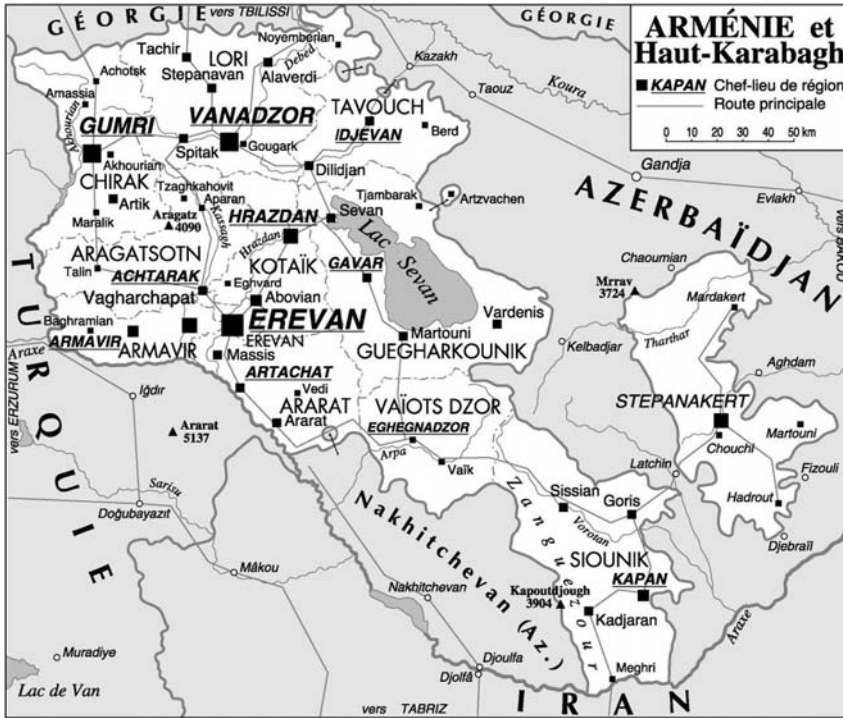 GÉORGIE
vers TBILISSI
GÉORGIE
ARMÉNIE et
Haut-Karabagh
KAPAN Chef-lieu de région
Route principale
0 10 20 30 40 50 km
Noyemberian
Tachir
LORI
Debed
Kazakh
Koura
Achotsk
Stepanavan
Alaverdi
Amassia
Taouz
Akhourian
VANADZOR
TAVOUCH
GUMRI
IDJEVAN
Berd
Spitak
Gougark
Akhourian
Dilidjan
Gandja
CHIRAK
Tzaghkahovit
Tjambarak
Artzvachen
AZERBAÏDJAN
Evlakh
Artik
Aparan
Maralik
Aragatz
4090
Kassagh
HRAZDAN
Sevan
vers BAKOU
Hrazdan
Lac
Sevan
ARAGATSOTN
KOTAÏK
GAVAR
Chaoumian
Talin
ACHTARAK
Eghvard
Mrrav
3724
Vagharchapat
Abovian
Mardakert
TURQUIE
Baghramian
EREVAN
Vardenis
ARMAVIR
ARMAVIR
EREVAN
Martouni
Tharthar
Araxe
Massis
GUEGHARKOUNIK
Kelbadjar
Aghdam
ARTACHAT
vers ERZURUM
Iğdır
Vedi
ARARAT
VAÏOTS DZOR
STEPANAKERT
Ararat
5137
Ararat
EGHEGNADZOR
Martouni
Chouchi
Arpa
Vaïk
Latchin
Fizouli
Sarisu
Sissian
Goris
Hadrout
Doğubayazıt
Zanguezour
Vorotan
Djebraïl
Nakhitchevan (Az.)
SIOUNIK
Mâkou
KAPAN
Nakhitchevan
Kapoutdjough
3904
Kadjaran
Araxe
Muradiye
Djoulfa
Meghri
Djolfâ
Lac de Van
vers TABRIZ
IRAN